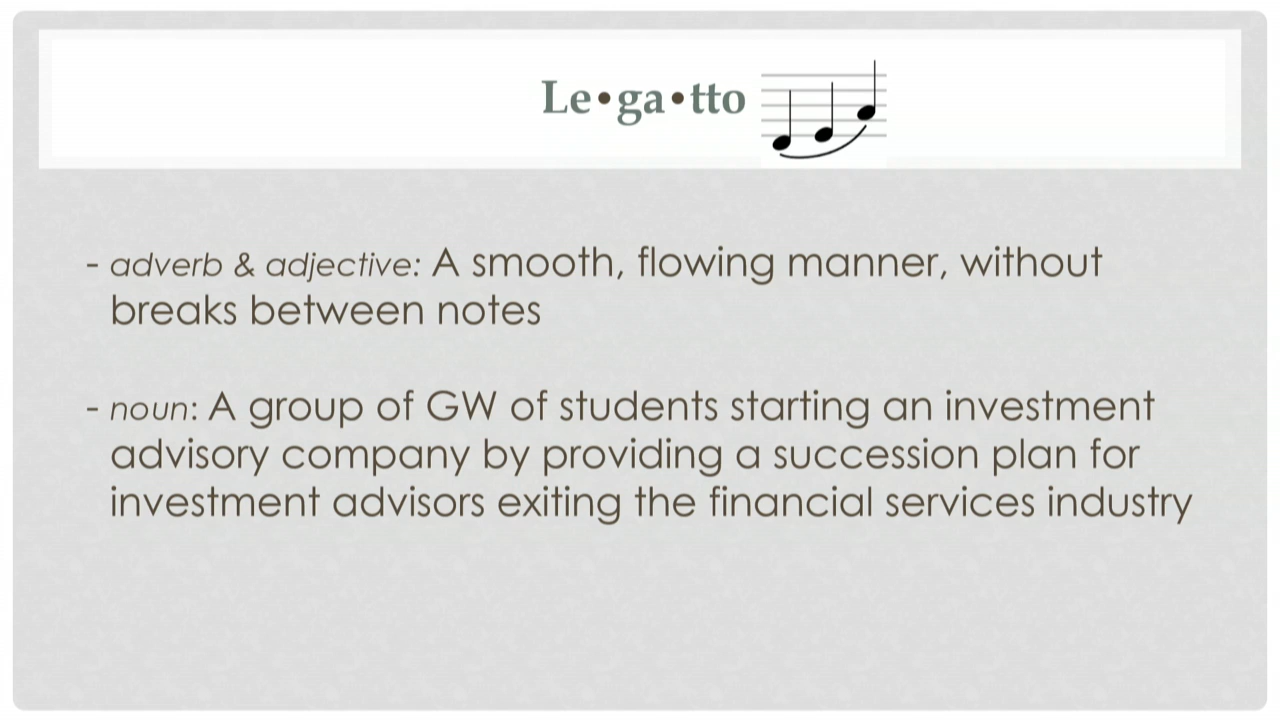 Le•ga•tto
- adverb & adjective: A smooth, flowing manner, without
breaks between notes
- noun: A group of GW of students starting an investment
advisory company by providing a succession plan for
investment advisors exiting the financial services industry